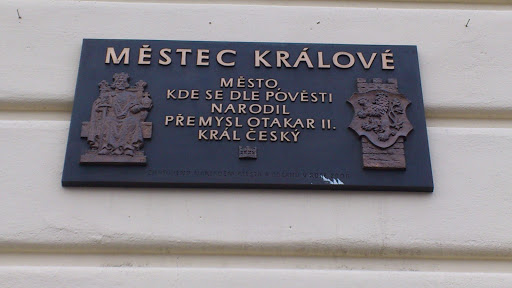 MĚSTEC KRÁLOVÉ
MĚSTO,
KDE SE DLE POVĚSTI
NARODIL
PŘEMYSL OTAKAR II.
KRÁL ČESKÝ